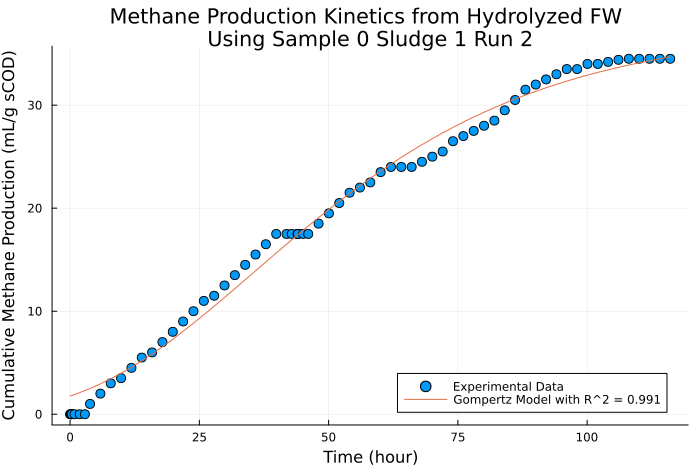 Methane Production Kinetics from Hydrolyzed FW
Using Sample 0 Sludge 1 Run 2
Cumulative Methane Production (mL/g sCOD)
30
20
10
0
Experimental Data
Gompertz Model with R^2 = 0.991
0
25
50
75
100
Time (hour)